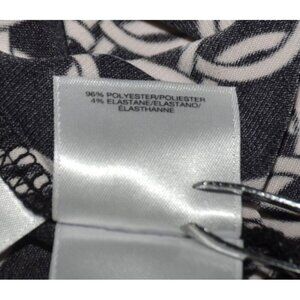 96% POLYESTER/POLIESTER
4% ELASTANE/ELASTANO/
ÉLASTHANNE